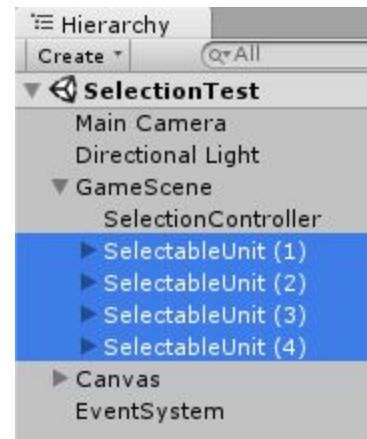 Hierarchy
Create All
SelectionTest
Main Camera
Directional Light
GameScene
SelectionController
SelectableUnit (1)
SelectableUnit (2)
SelectableUnit (3)
SelectableUnit (4)
Canvas
EventSystem